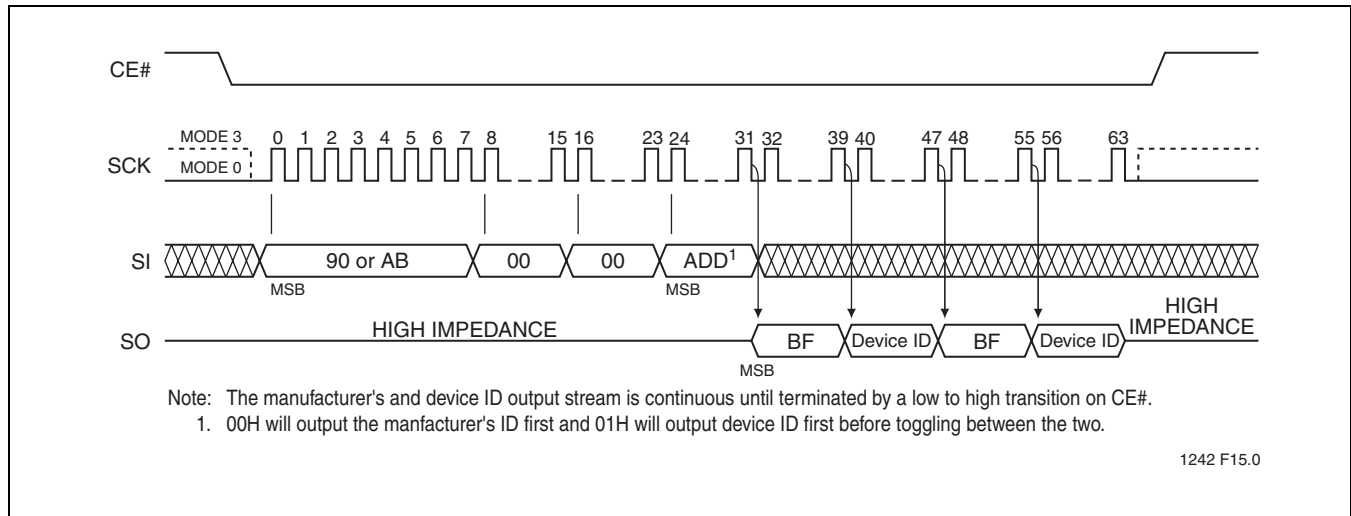 CE#
MODE 3
0 1 2 3 4 5 6 7 8 15 16 23 24 31 32 39 40 47 48 55 56 63
SCK
MODE 0
SI
90 or AB
00
00
ADD1
MSB
MSB
HIGH IMPEDANCE
HIGH
IMPEDANCE
SO
BF
Device ID
BF
Device ID
MSB
Note: The manufacturer's and device ID output stream is continuous until terminated by a low to high transition on CE#.
1. 00H will output the manfacturer's ID first and 01H will output device ID first before toggling between the two.
1242 F15.0